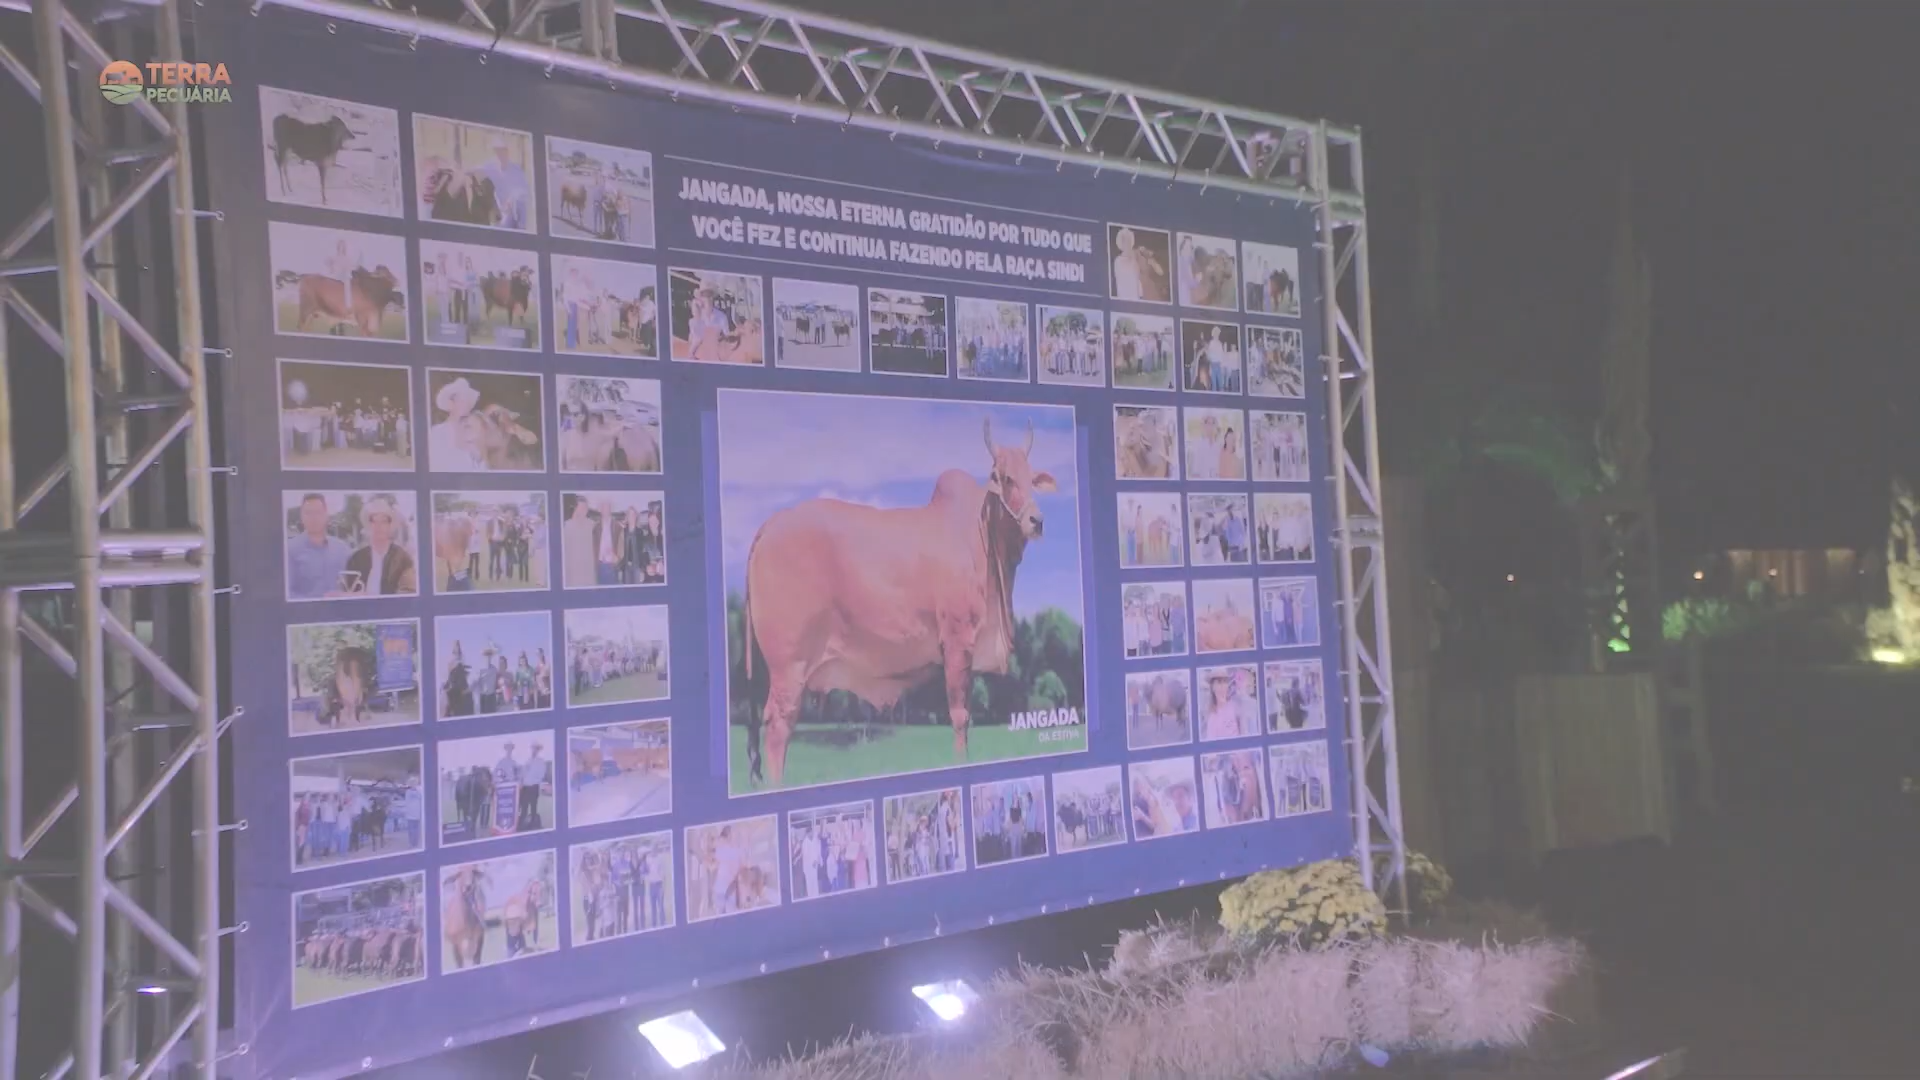 TERRA
PECUÁRIA
JANGADA, NOSSA ETERNA GRATIDÃO POR TUDO QUE
VOCÊ FEZ E CONTINUA FAZENDO PELA RAÇA SINDI
JANGADA
DA ESTIVA